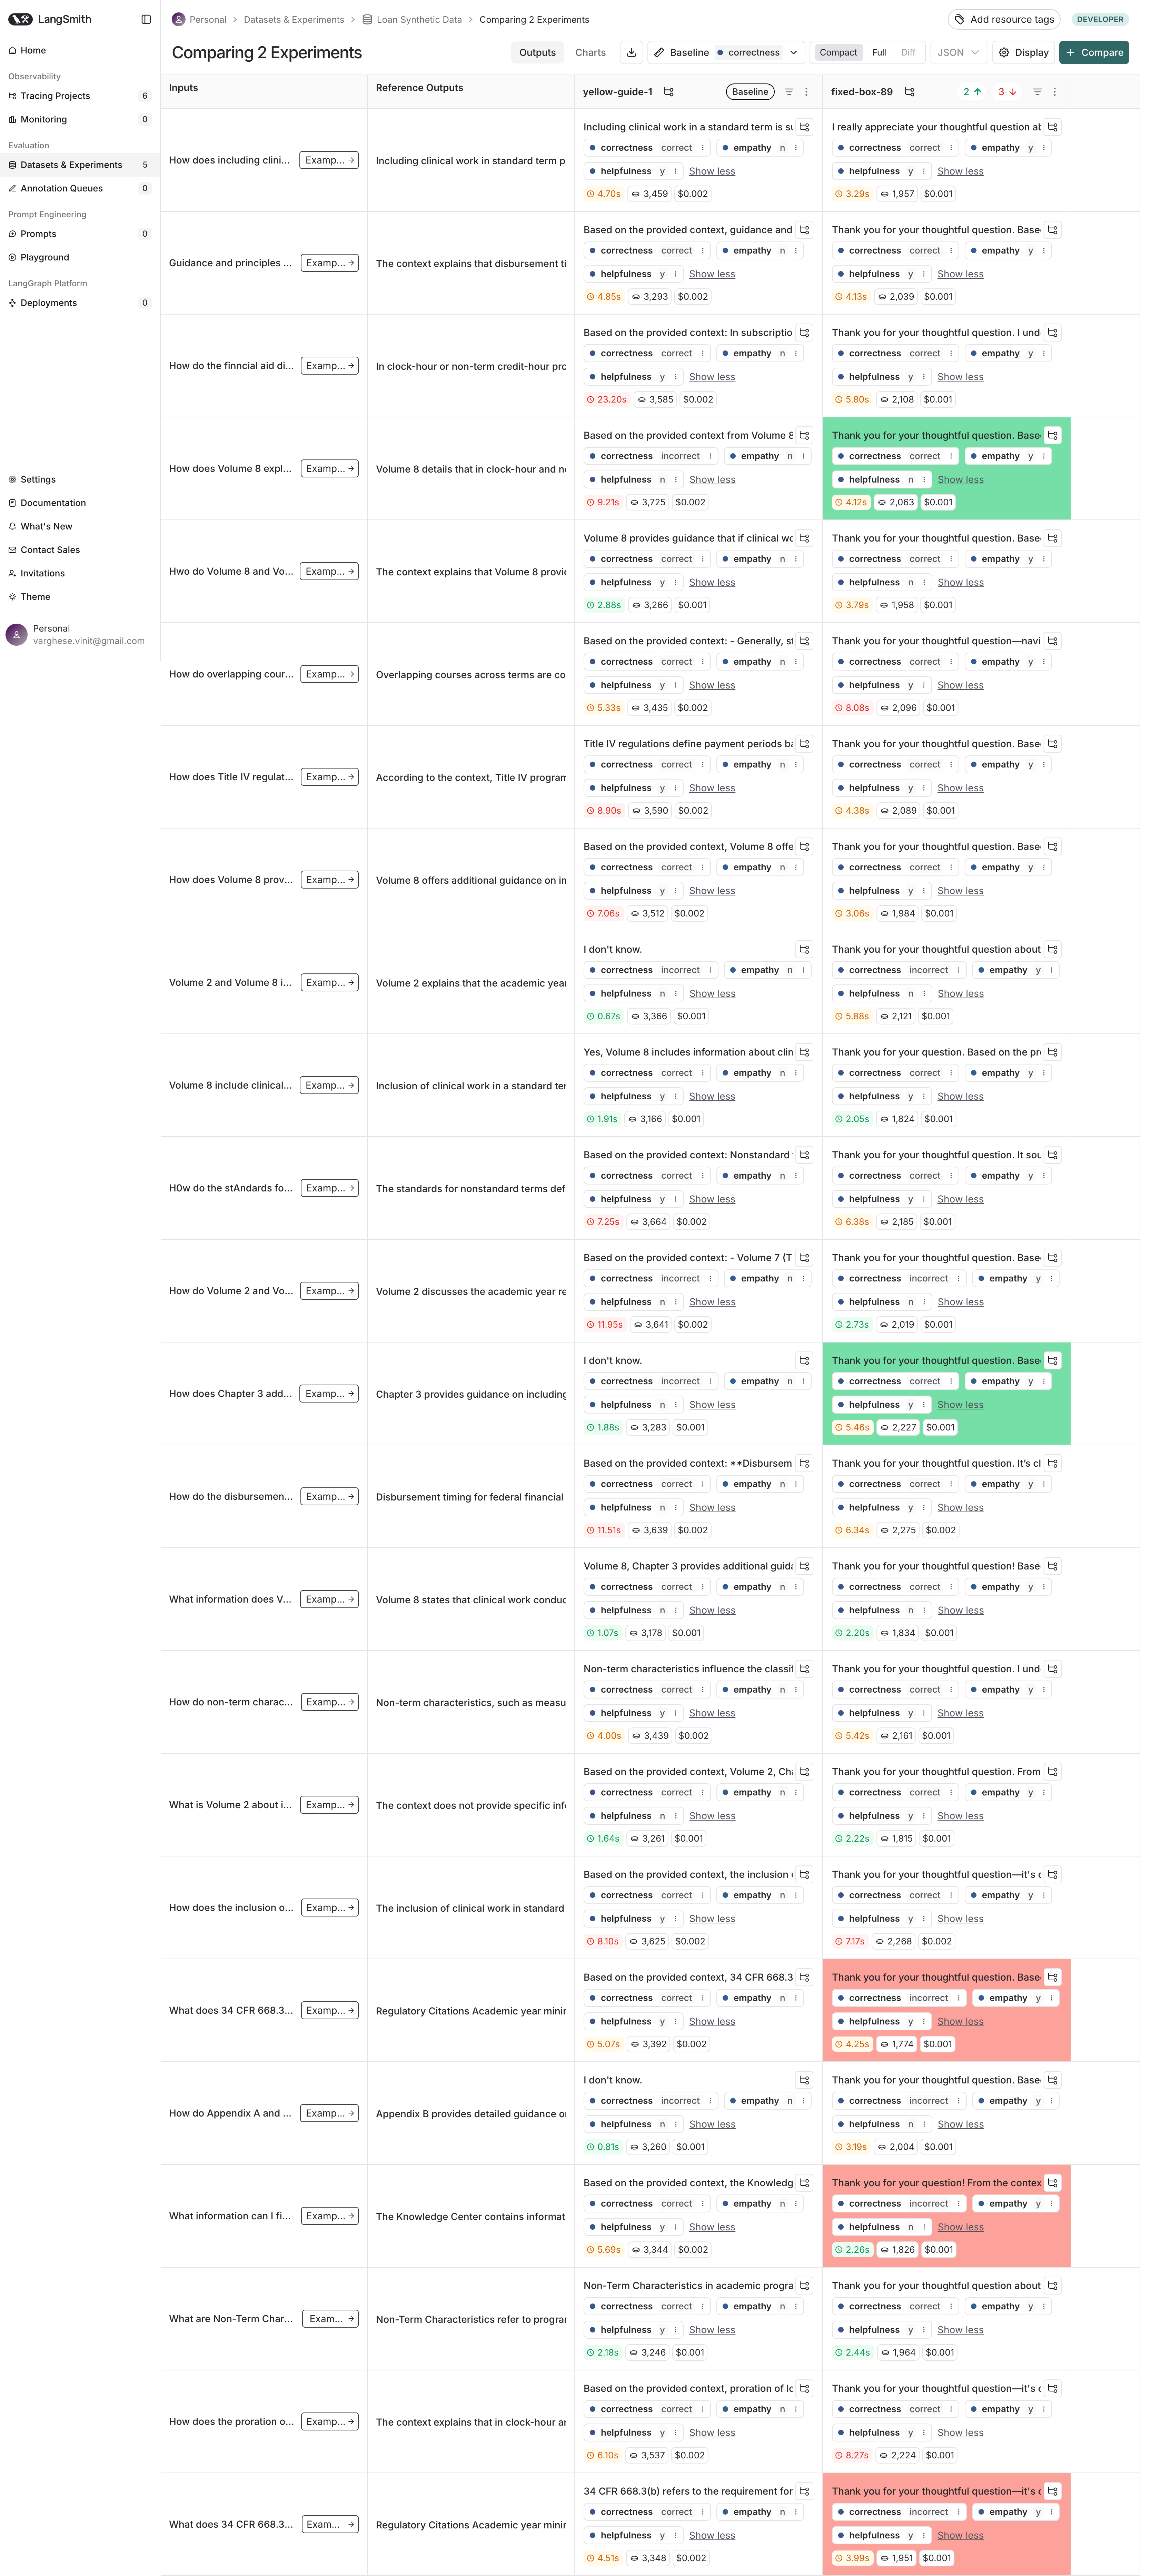 LangSmith
Home
Observability
Tracing Projects 6
Monitoring 0
Evaluation
Datasets & Experiments 5
Annotation Queues 0
Prompt Engineering
Prompts 0
Playground
LangGraph Platform
Deployments 0
Settings
Documentation
What's New
Contact Sales
Invitations
Theme
Personal
varghese.vinit@gmail.com
Personal > Datasets & Experiments > Loan Synthetic Data > Comparing 2 Experiments
Add resource tags DEVELOPER
Comparing 2 Experiments
Outputs Charts Baseline correctness Compact Full Diff JSON Display + Compare
Inputs Reference Outputs yellow-guide-1 Baseline fixed-box-89 2 ↑ 3 ↓
How does including clini... Examp... → Including clinical work in standard term p
Including clinical work in a standard term is su
correctness correct empathy n
helpfulness y Show less
4.70s 3,459 $0.002
I really appreciate your thoughtful question ab
correctness correct empathy y
helpfulness y Show less
3.29s 1,957 $0.001
Guidance and principles ... Examp... → The context explains that disbursement ti
Based on the provided context, guidance and
correctness correct empathy n
helpfulness y Show less
4.85s 3,293 $0.002
Thank you for your thoughtful question. Base
correctness correct empathy y
helpfulness y Show less
4.13s 2,039 $0.001
How do the finncial aid di... Examp... → In clock-hour or non-term credit-hour pro
Based on the provided context: In subscriptio
correctness correct empathy n
helpfulness y Show less
23.20s 3,585 $0.002
Thank you for your thoughtful question. I und
correctness correct empathy y
helpfulness y Show less
5.80s 2,108 $0.001
How does Volume 8 expl... Examp... → Volume 8 details that in clock-hour and no
Based on the provided context from Volume 8
correctness incorrect empathy n
helpfulness n Show less
9.21s 3,725 $0.002
Thank you for your thoughtful question. Base
correctness correct empathy y
helpfulness n Show less
4.12s 2,063 $0.001
Hwo do Volume 8 and Vo... Examp... → The context explains that Volume 8 provi
Volume 8 provides guidance that if clinical wo
correctness correct empathy n
helpfulness y Show less
2.88s 3,266 $0.001
Thank you for your thoughtful question. Base
correctness correct empathy y
helpfulness n Show less
3.79s 1,958 $0.001
How do overlapping cour... Examp... → Overlapping courses across terms are co
Based on the provided context: - Generally, st
correctness correct empathy n
helpfulness y Show less
5.33s 3,435 $0.002
Thank you for your thoughtful question—navi
correctness correct empathy y
helpfulness y Show less
8.08s 2,096 $0.001
How does Title IV regulat... Examp... → According to the context, Title IV program
Title IV regulations define payment periods ba
correctness correct empathy n
helpfulness y Show less
8.90s 3,590 $0.002
Thank you for your thoughtful question. Base
correctness correct empathy y
helpfulness y Show less
4.38s 2,089 $0.001
How does Volume 8 prov... Examp... → Volume 8 offers additional guidance on in
Based on the provided context, Volume 8 offe
correctness correct empathy n
helpfulness y Show less
7.06s 3,512 $0.002
Thank you for your thoughtful question. Base
correctness correct empathy y
helpfulness y Show less
3.06s 1,984 $0.001
Volume 2 and Volume 8 i... Examp... → Volume 2 explains that the academic year
I don't know.
correctness incorrect empathy n
helpfulness n Show less
0.67s 3,366 $0.001
Thank you for your thoughtful question about
correctness incorrect empathy y
helpfulness n Show less
5.88s 2,121 $0.001
Volume 8 include clinical... Examp... → Inclusion of clinical work in a standard ter
Yes, Volume 8 includes information about clin
correctness correct empathy n
helpfulness y Show less
1.91s 3,166 $0.001
Thank you for your question. Based on the pr
correctness correct empathy y
helpfulness y Show less
2.05s 1,824 $0.001
H0w do the stAndards fo... Examp... → The standards for nonstandard terms def
Based on the provided context: Nonstandard
correctness correct empathy n
helpfulness y Show less
7.25s 3,664 $0.002
Thank you for your thoughtful question. It sou
correctness correct empathy y
helpfulness y Show less
6.38s 2,185 $0.001
How do Volume 2 and Vo... Examp... → Volume 2 discusses the academic year re
Based on the provided context: - Volume 7 (T
correctness incorrect empathy n
helpfulness n Show less
11.95s 3,641 $0.002
Thank you for your thoughtful question. Base
correctness incorrect empathy y
helpfulness n Show less
2.73s 2,019 $0.001
How does Chapter 3 add... Examp... → Chapter 3 provides guidance on including
I don't know.
correctness incorrect empathy n
helpfulness n Show less
1.88s 3,283 $0.001
Thank you for your thoughtful question. Base
correctness correct empathy y
helpfulness y Show less
5.46s 2,227 $0.001
How do the disbursemen... Examp... → Disbursement timing for federal financial
Based on the provided context: **Disbursem
correctness correct empathy n
helpfulness n Show less
11.51s 3,639 $0.002
Thank you for your thoughtful question. It's cl
correctness correct empathy y
helpfulness y Show less
6.34s 2,275 $0.002
What information does V... Examp... → Volume 8 states that clinical work conduc
Volume 8, Chapter 3 provides additional guida
correctness correct empathy n
helpfulness n Show less
1.07s 3,178 $0.001
Thank you for your thoughtful question! Base
correctness correct empathy y
helpfulness n Show less
2.20s 1,834 $0.001
How do non-term charac... Examp... → Non-term characteristics, such as measu
Non-term characteristics influence the classif
correctness correct empathy n
helpfulness y Show less
4.00s 3,439 $0.002
Thank you for your thoughtful question. I und
correctness correct empathy y
helpfulness y Show less
5.42s 2,161 $0.001
What is Volume 2 about i... Examp... → The context does not provide specific info
Based on the provided context, Volume 2, Cha
correctness correct empathy n
helpfulness n Show less
1.64s 3,261 $0.001
Thank you for your thoughtful question. From
correctness correct empathy y
helpfulness y Show less
2.22s 1,815 $0.001
How does the inclusion o... Examp... → The inclusion of clinical work in standard
Based on the provided context, the inclusion
correctness correct empathy n
helpfulness y Show less
8.10s 3,625 $0.002
Thank you for your thoughtful question—it's c
correctness correct empathy y
helpfulness y Show less
7.17s 2,268 $0.002
What does 34 CFR 668.3... Examp... → Regulatory Citations Academic year minir
Based on the provided context, 34 CFR 668.3
correctness correct empathy n
helpfulness y Show less
5.07s 3,392 $0.002
Thank you for your thoughtful question. Base
correctness incorrect empathy y
helpfulness y Show less
4.25s 1,774 $0.001
How do Appendix A and ... Examp... → Appendix B provides detailed guidance o
I don't know.
correctness incorrect empathy n
helpfulness n Show less
0.81s 3,260 $0.001
Thank you for your thoughtful question. Base
correctness incorrect empathy y
helpfulness n Show less
3.19s 2,004 $0.001
What information can I fi... Examp... → The Knowledge Center contains informat
Based on the provided context, the Knowledg
correctness correct empathy n
helpfulness y Show less
5.69s 3,344 $0.002
Thank you for your question! From the contex
correctness incorrect empathy y
helpfulness n Show less
2.26s 1,826 $0.001
What are Non-Term Char... Exam... → Non-Term Characteristics refer to program
Non-Term Characteristics in academic progra
correctness correct empathy n
helpfulness y Show less
2.18s 3,246 $0.001
Thank you for your thoughtful question about
correctness correct empathy y
helpfulness y Show less
2.44s 1,964 $0.001
How does the proration o... Examp... → The context explains that in clock-hour ar
Based on the provided context, proration of lo
correctness correct empathy n
helpfulness y Show less
6.10s 3,537 $0.002
Thank you for your thoughtful question—it's c
correctness correct empathy y
helpfulness y Show less
8.27s 2,224 $0.001
What does 34 CFR 668.3... Exam... → Regulatory Citations Academic year minir
34 CFR 668.3(b) refers to the requirement for
correctness correct empathy n
helpfulness y Show less
4.51s 3,348 $0.002
Thank you for your thoughtful question—it's c
correctness incorrect empathy y
helpfulness y Show less
3.99s 1,951 $0.001